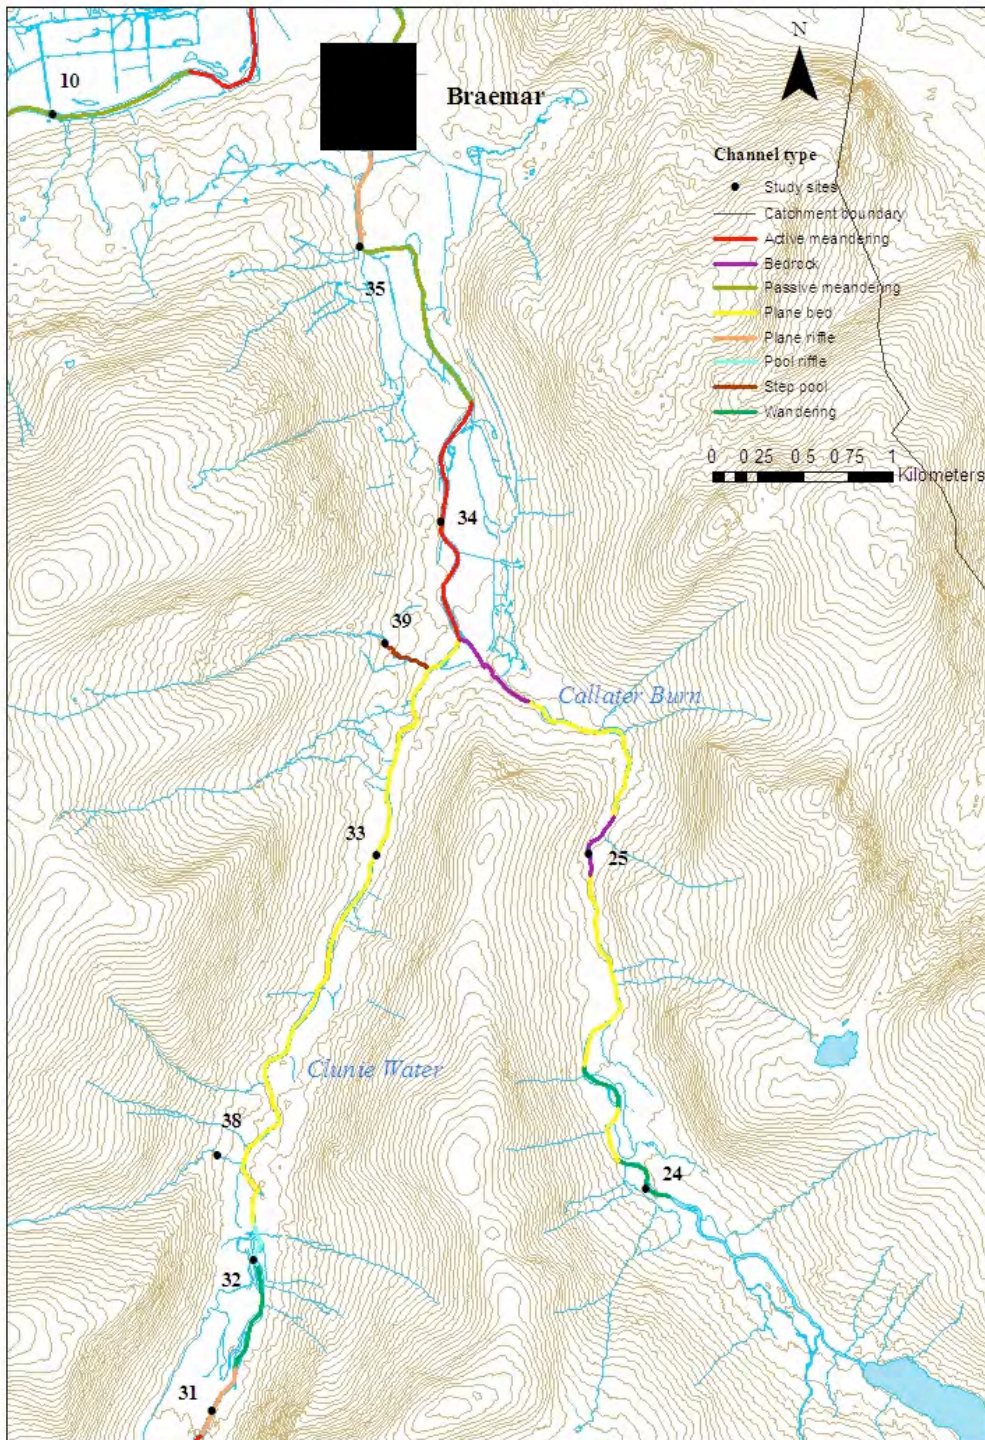 10
N
Braemar
Channel type
Study sites
Catchment boundary
Active meandering
Bedrock
Passive meandering
Plane bed
Plane riffle
Pool riffle
Step pool
Wandering
0 0 25 0 5 0 75 1
Kilometers
35
34
39
Callater Burn
33
25
Clunie Water
38
24
32
31